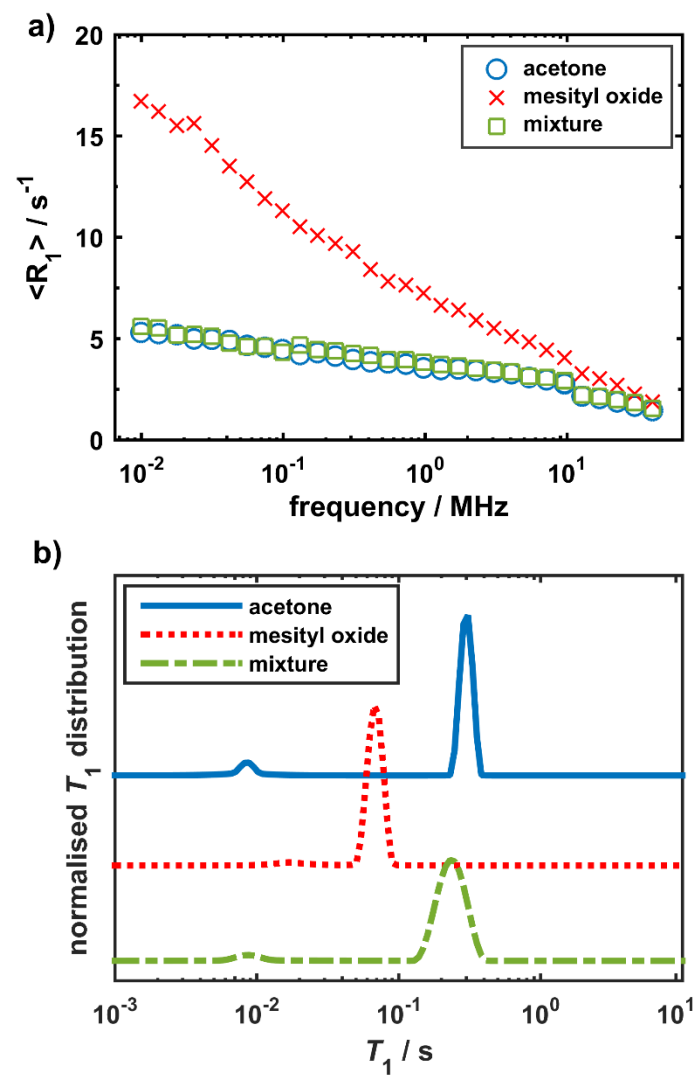 a)
20
15
10
5
0
<R1> / s-1
acetone
mesityl oxide
mixture
10-2
10-1
100
101
frequency / MHz
b)
normalised T1 distribution
acetone
mesityl oxide
mixture
10-3
10-2
10-1
100
101
T1 / s